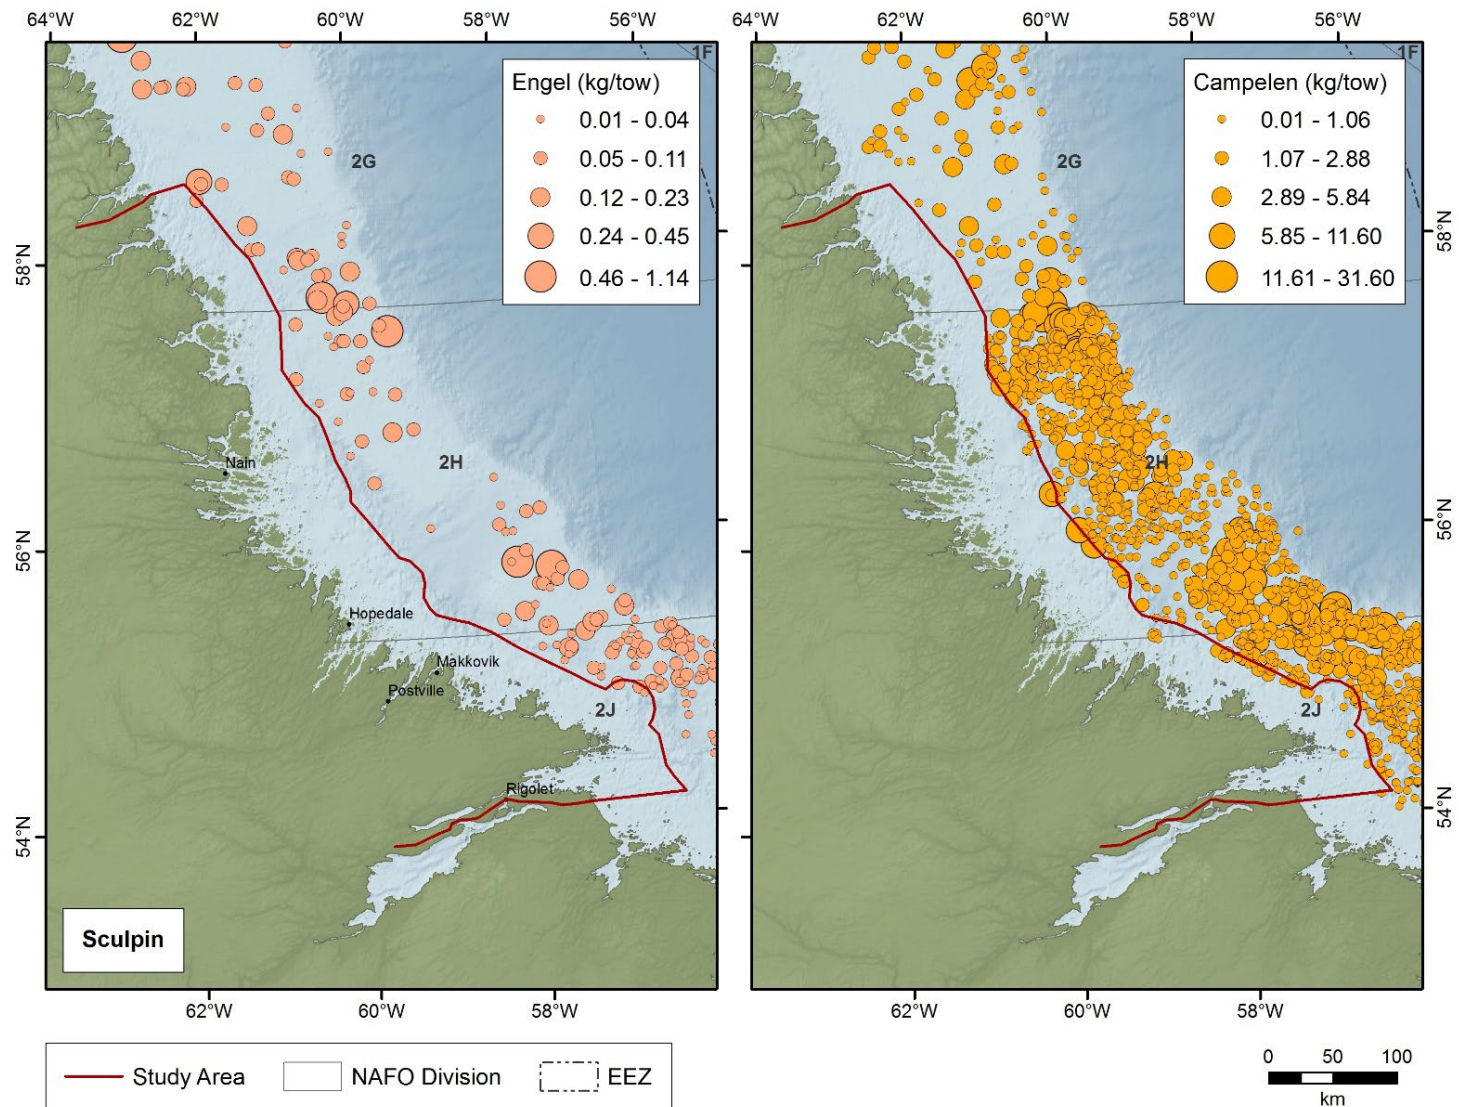 64°W 62°W 60°W 58°W 56°W
64°W 62°W 60°W 58°W 56°W
Engel (kg/tow)
0.01 - 0.04
0.05 - 0.11
0.12 - 0.23
0.24 - 0.45
0.46 - 1.14
1F
2G
2H
2J
Nain
Hopedale
Makkovik
Postville
Rigolet
Sculpin
58°N
56°N
54°N
62°W 60°W 58°W
Campelen (kg/tow)
0.01 - 1.06
1.07 - 2.88
2.89 - 5.84
5.85 - 11.60
11.61 - 31.60
1F
2G
2H
2J
58°N
56°N
54°N
62°W 60°W 58°W
Study Area
NAFO Division
EEZ
0 50 100
km